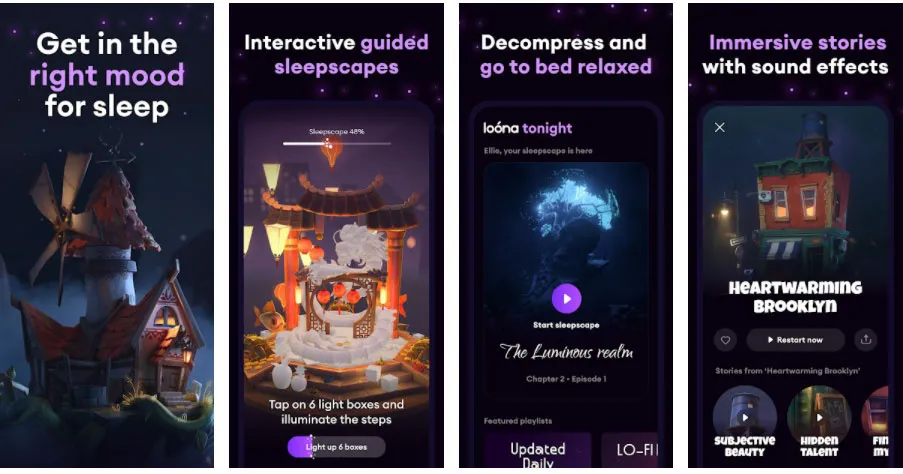 Get in the
right mood
for sleep
Interactive guided
sleepscapes
Sleepscape 48%
Tap on 6 light boxes and
illuminate the steps
Light up 6 boxes
Decompress and
go to bed relaxed
loóna tonight
Ellie, your sleepscape is here
Start sleepscape
The Luminous realm
Chapter 2 • Episode 1
Featured playlists
Updated
Daily
LO-FI
Immersive stories
with sound effects
HEARTWARMING
BROOKLYN
Restart now
Stories from 'Heartwarming Brooklyn'
SUBJECTIVE
BEAUTY
HIDDEN
TALENT
FIN
MY